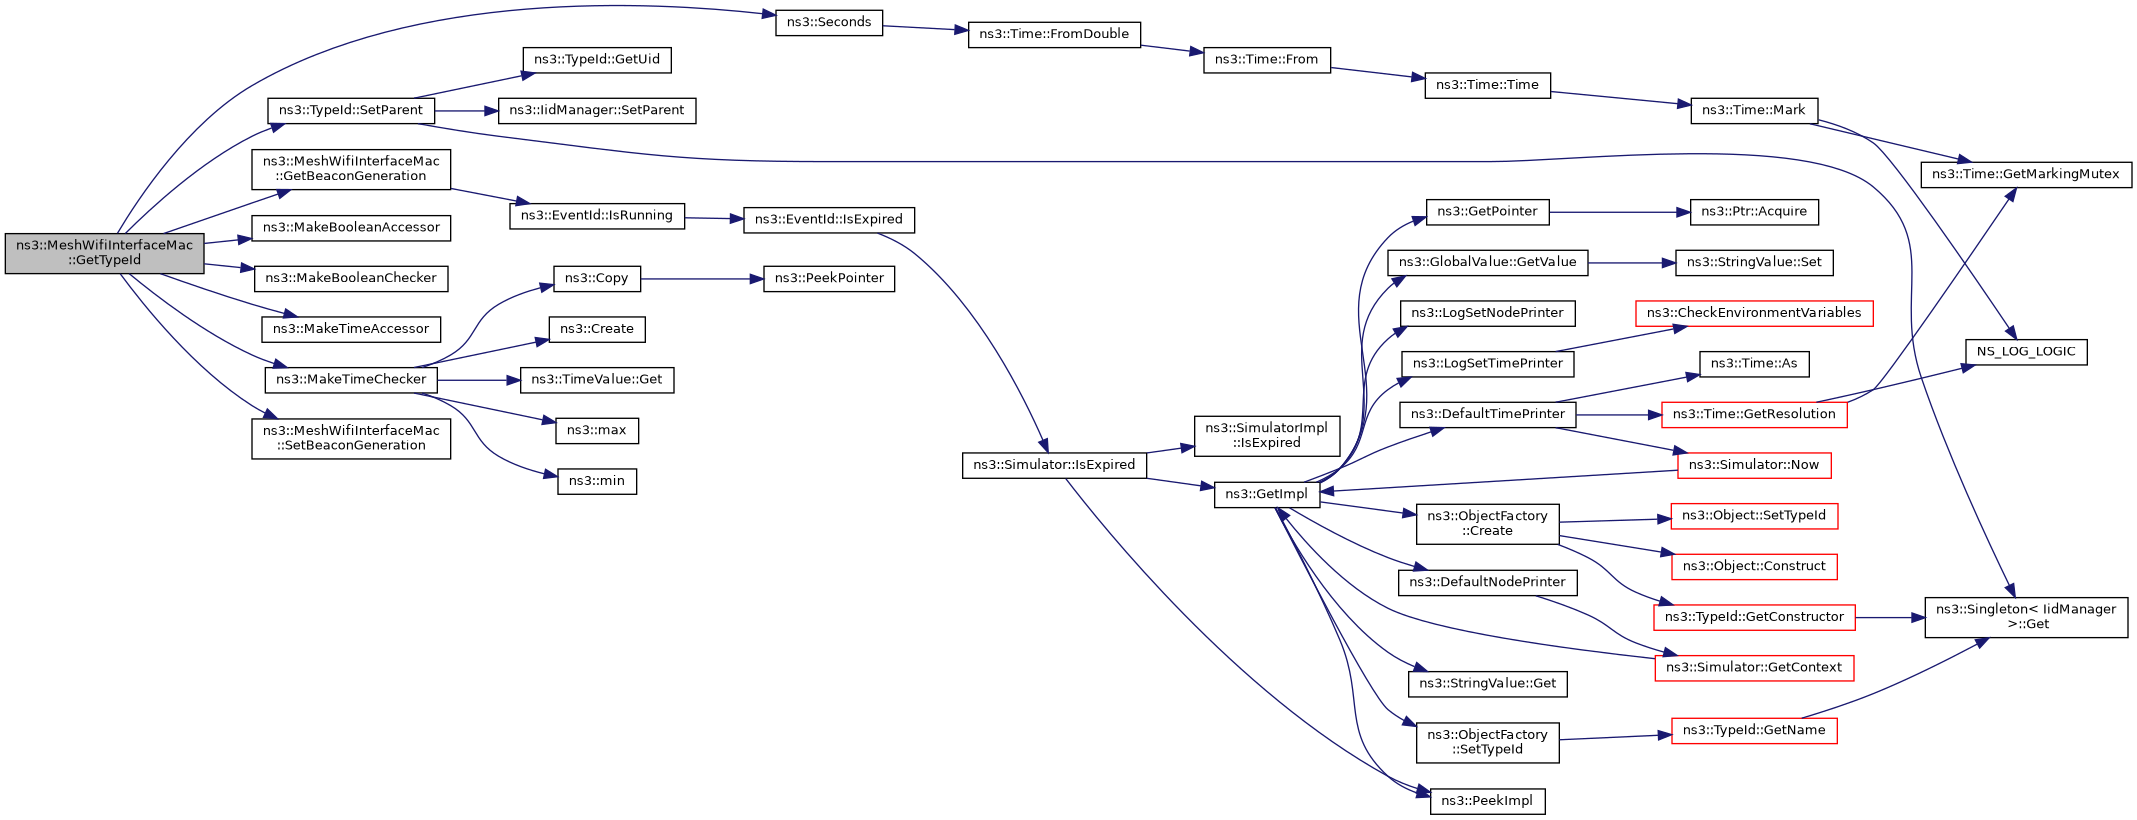 ns3::MeshWifiInterfaceMac
::GetTypeId
ns3::Seconds
ns3::Time::FromDouble
ns3::Time::From
ns3::Time::Time
ns3::Time::Mark
ns3::Time::GetMarkingMutex
NS_LOG_LOGIC
ns3::TypeId::SetParent
ns3::TypeId::GetUid
ns3::IidManager::SetParent
ns3::Singleton< IidManager
>::Get
ns3::MeshWifiInterfaceMac
::GetBeaconGeneration
ns3::EventId::IsRunning
ns3::EventId::IsExpired
ns3::Simulator::IsExpired
ns3::SimulatorImpl
::IsExpired
ns3::GetImpl
ns3::GetPointer
ns3::Ptr::Acquire
ns3::GlobalValue::GetValue
ns3::StringValue::Set
ns3::LogSetNodePrinter
ns3::LogSetTimePrinter
ns3::CheckEnvironmentVariables
ns3::DefaultTimePrinter
ns3::Time::As
ns3::Time::GetResolution
ns3::Simulator::Now
ns3::ObjectFactory
::Create
ns3::Object::SetTypeId
ns3::Object::Construct
ns3::TypeId::GetConstructor
ns3::DefaultNodePrinter
ns3::Simulator::GetContext
ns3::StringValue::Get
ns3::ObjectFactory
::SetTypeId
ns3::TypeId::GetName
ns3::PeekImpl
ns3::MakeBooleanAccessor
ns3::MakeBooleanChecker
ns3::MakeTimeAccessor
ns3::MakeTimeChecker
ns3::Copy
ns3::PeekPointer
ns3::Create
ns3::TimeValue::Get
ns3::max
ns3::min
ns3::MeshWifiInterfaceMac
::SetBeaconGeneration